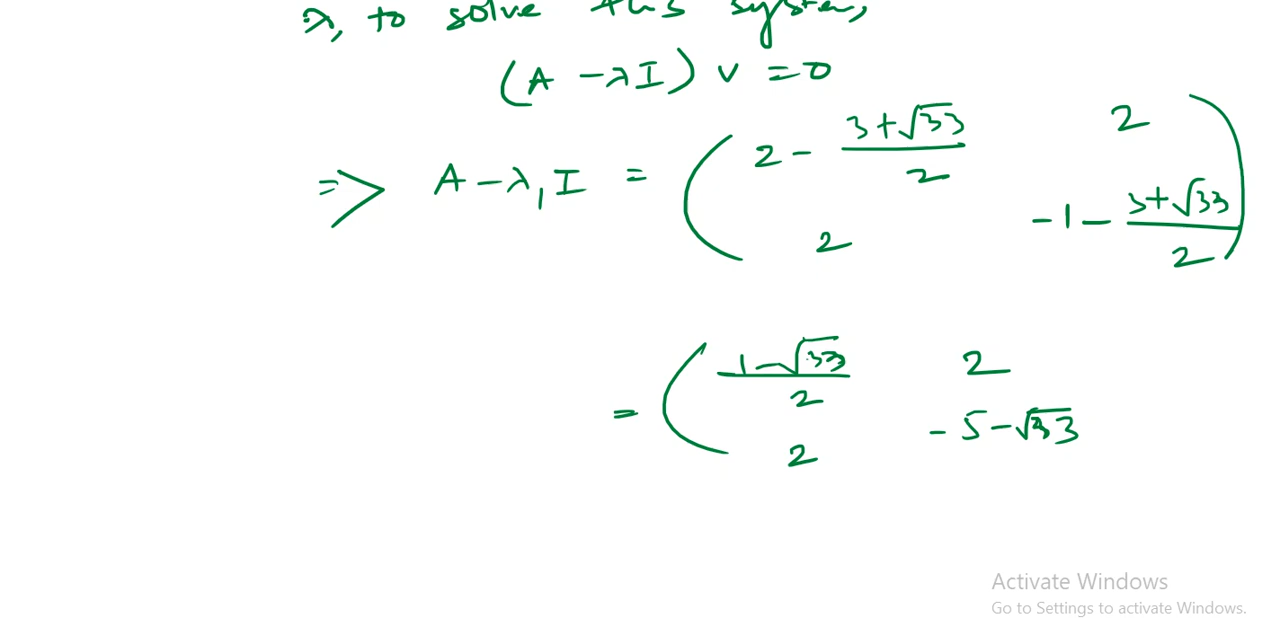 λ, to solve this system,
(A - λI) v = 0
=> A - λ₁I = ( 2 - (3+√33)/2   2
2   -1 - (3+√33)/2 )
= ( (1-√33)/2   2
2   -5-√33
Activate Windows
Go to Settings to activate Windows.